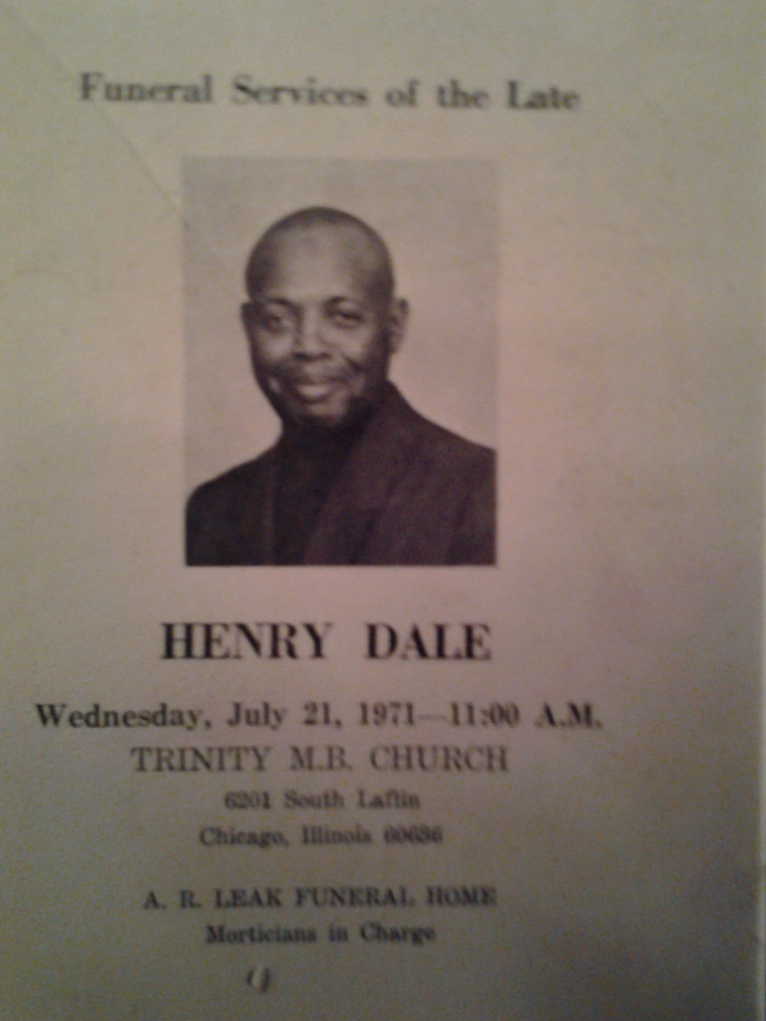 Funeral Services of the Late
HENRY DALE
Wednesday, July 21, 1971—11:00 A.M.
TRINITY M.B. CHURCH
6201 South Laflin
Chicago, Illinois 60636
A. R. LEAK FUNERAL HOME
Morticians in Charge